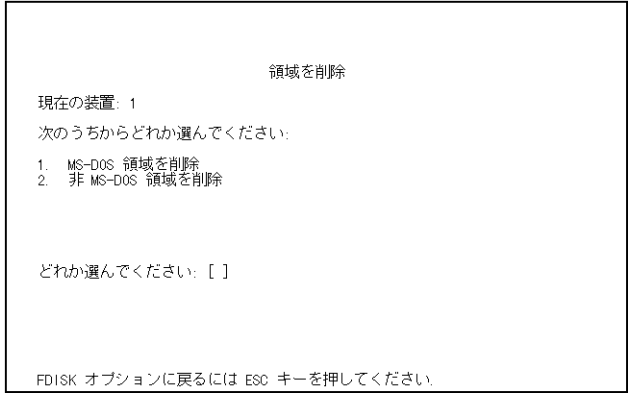 領域を削除
現在の装置: 1
次のうちからどれか選んでください:
1. MS-DOS 領域を削除
2. 非 MS-DOS 領域を削除
どれか選んでください: [ ]
FDISK オプションに戻るには ESC キーを押してください.